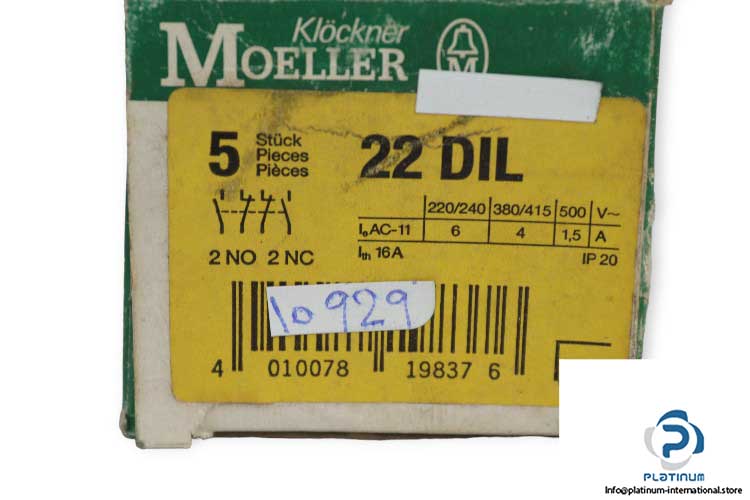 Klöckner
MOELLER
M
5 Stück
Pieces
Pièces
22 DIL
220/240 380/415 500 V~
Ie AC-11 6 4 1,5 A
Ith 16A IP 20
2 NO 2 NC
10929
4 010078 19837 6
PLATINUM
Info@platinum-international.store